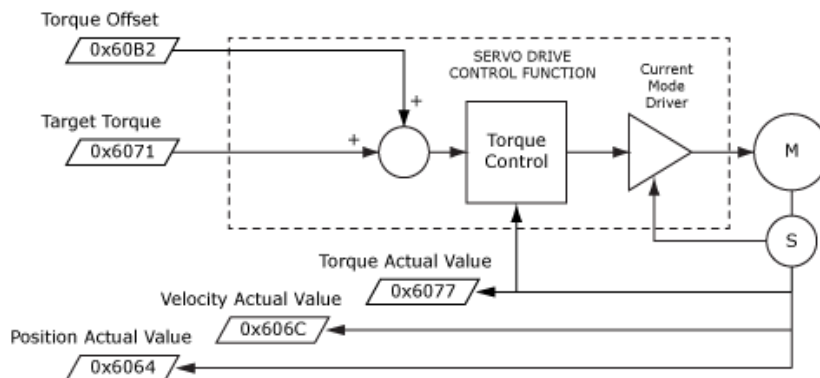 Torque Offset
0x60B2
SERVO DRIVE
CONTROL FUNCTION
Current
Mode
Driver
+
Target Torque
+
0x6071
Torque
Control
M
S
Torque Actual Value
0x6077
Velocity Actual Value
0x606C
Position Actual Value
0x6064